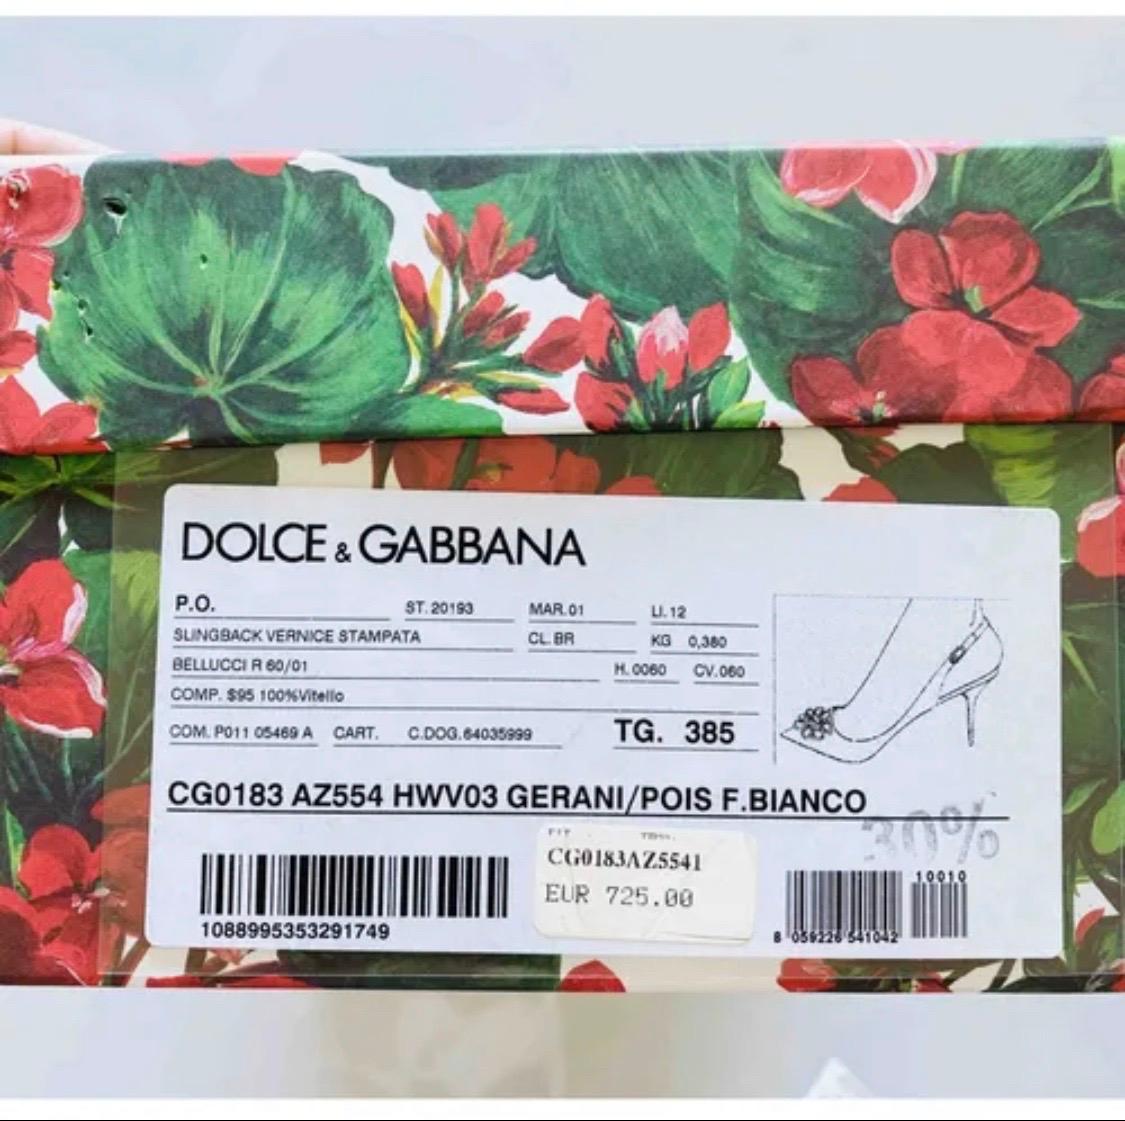 DOLCE & GABBANA
P.O. ST. 20193 MAR. 01 LI. 12
SLINGBACK VERNICE STAMPATA CL. BR KG 0,380
BELLUCCI R 60/01 H. 0060 CV. 060
COMP. $95 100%Vitello
COM. P011 05469 A CART. C.DOG. 64035999 TG. 385
CG0183 AZ554 HWV03 GERANI/POIS F.BIANCO
30%
CG0183AZ5541
EUR 725.00
1088995353291749
10010
8 059226 541042